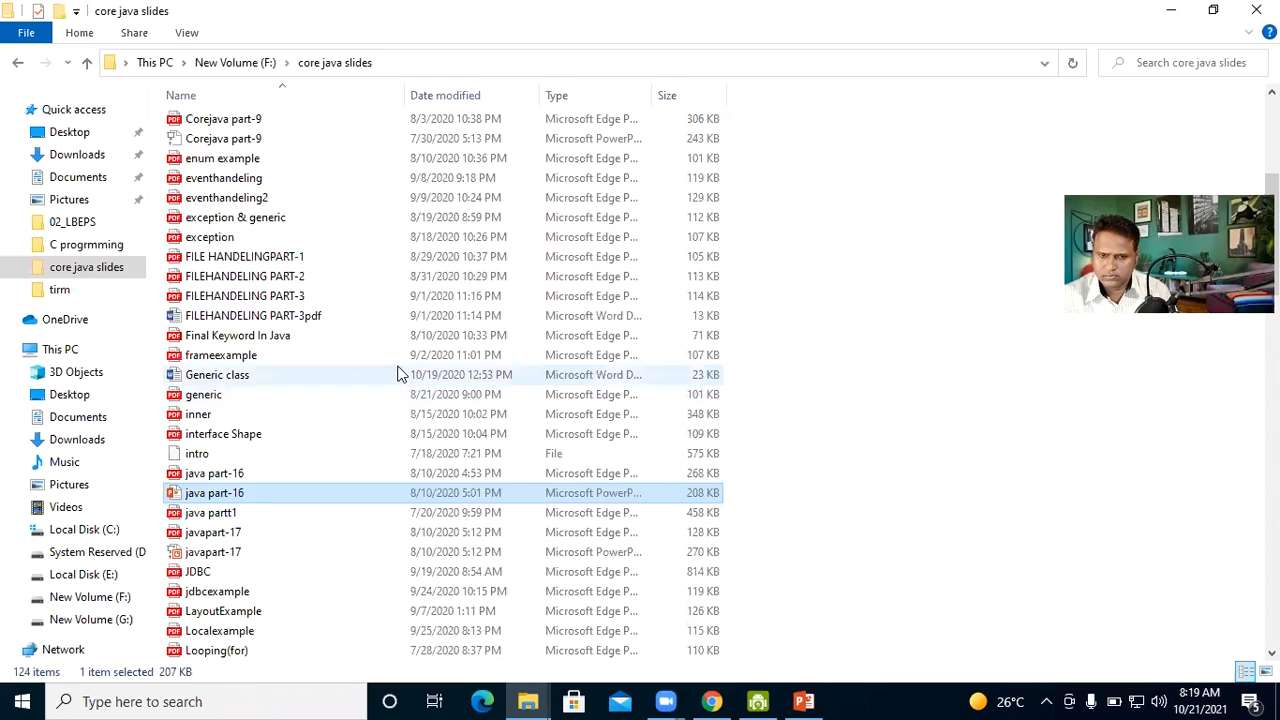 core java slides
File Home Share View
This PC New Volume (F:) core java slides Search core java slides
Name Date modified Type Size
Quick access
Desktop
Downloads
Documents
Pictures
02_LBEPS
C progrmming
core java slides
tirm
OneDrive
This PC
3D Objects
Desktop
Documents
Downloads
Music
Pictures
Videos
Local Disk (C:)
System Reserved (D
Local Disk (E:)
New Volume (F:)
New Volume (G:)
Network
Corejava part-9 8/3/2020 10:38 PM Microsoft Edge P... 306 KB
Corejava part-9 7/30/2020 5:13 PM Microsoft PowerP... 243 KB
enum example 8/10/2020 10:36 PM Microsoft Edge P... 101 KB
eventhandeling 9/8/2020 9:18 PM Microsoft Edge P... 119 KB
eventhandeling2 9/9/2020 10:24 PM Microsoft Edge P... 129 KB
exception & generic 8/19/2020 8:59 PM Microsoft Edge P... 112 KB
exception 8/18/2020 10:26 PM Microsoft Edge P... 107 KB
FILE HANDELINGPART-1 8/29/2020 10:37 PM Microsoft Edge P... 105 KB
FILEHANDELING PART-2 8/31/2020 10:29 PM Microsoft Edge P... 113 KB
FILEHANDELING PART-3 9/1/2020 11:16 PM Microsoft Edge P... 114 KB
FILEHANDELING PART-3pdf 9/1/2020 11:14 PM Microsoft Word D... 13 KB
Final Keyword In Java 8/10/2020 10:33 PM Microsoft Edge P... 71 KB
frameexample 9/2/2020 11:01 PM Microsoft Edge P... 107 KB
Generic class 10/19/2020 12:53 PM Microsoft Word D... 23 KB
generic 8/21/2020 9:00 PM Microsoft Edge P... 101 KB
inner 8/15/2020 10:02 PM Microsoft Edge P... 348 KB
interface Shape 8/15/2020 10:04 PM Microsoft Edge P... 109 KB
intro 7/18/2020 7:21 PM File 575 KB
java part-16 8/10/2020 4:53 PM Microsoft Edge P... 268 KB
java part-16 8/10/2020 5:01 PM Microsoft PowerP... 208 KB
java partt1 7/20/2020 9:59 PM Microsoft Edge P... 458 KB
javapart-17 8/10/2020 5:12 PM Microsoft Edge P... 128 KB
javapart-17 8/10/2020 5:12 PM Microsoft PowerP... 270 KB
JDBC 9/19/2020 8:54 AM Microsoft Edge P... 814 KB
jdbcexample 9/24/2020 10:15 PM Microsoft Edge P... 119 KB
LayoutExample 9/7/2020 1:11 PM Microsoft Edge P... 126 KB
Localexample 9/25/2020 8:13 PM Microsoft Edge P... 115 KB
Looping(for) 7/28/2020 8:37 PM Microsoft Edge P... 110 KB
124 items 1 item selected 207 KB
Type here to search
26°C
8:19 AM
10/21/2021
5